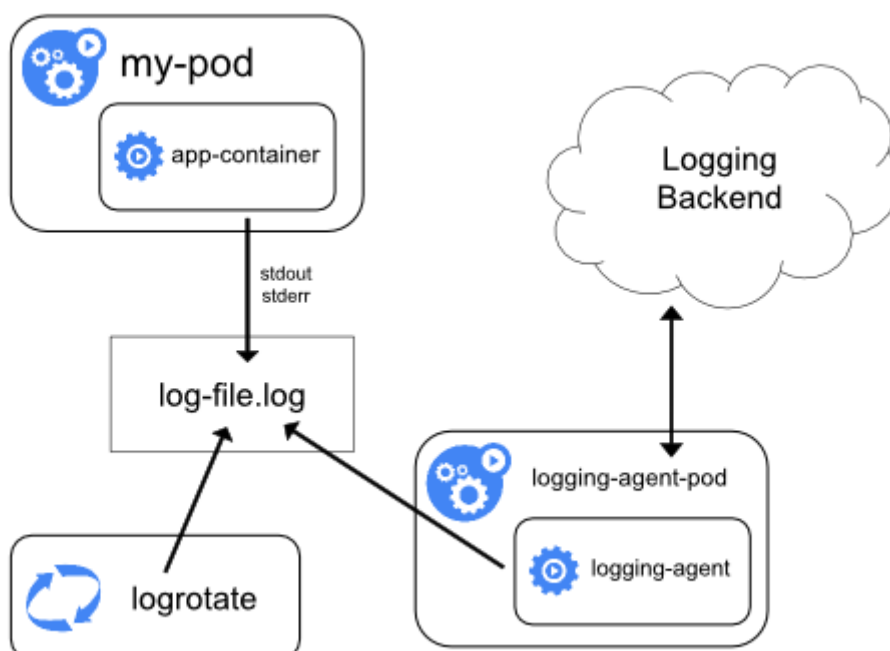 my-pod
app-container
Logging
Backend
stdout
stderr
log-file.log
logging-agent-pod
logging-agent
logrotate